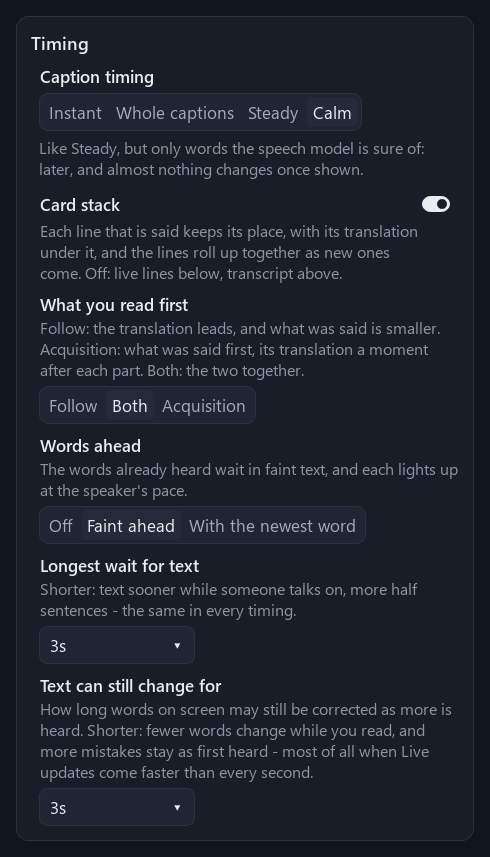 Timing
Caption timing
Instant Whole captions Steady Calm
Like Steady, but only words the speech model is sure of:
later, and almost nothing changes once shown.
Card stack
Each line that is said keeps its place, with its translation
under it, and the lines roll up together as new ones
come. Off: live lines below, transcript above.
What you read first
Follow: the translation leads, and what was said is smaller.
Acquisition: what was said first, its translation a moment
after each part. Both: the two together.
Follow Both Acquisition
Words ahead
The words already heard wait in faint text, and each lights up
at the speaker's pace.
Off Faint ahead With the newest word
Longest wait for text
Shorter: text sooner while someone talks on, more half
sentences - the same in every timing.
3s
Text can still change for
How long words on screen may still be corrected as more is
heard. Shorter: fewer words change while you read, and
more mistakes stay as first heard - most of all when Live
updates come faster than every second.
3s